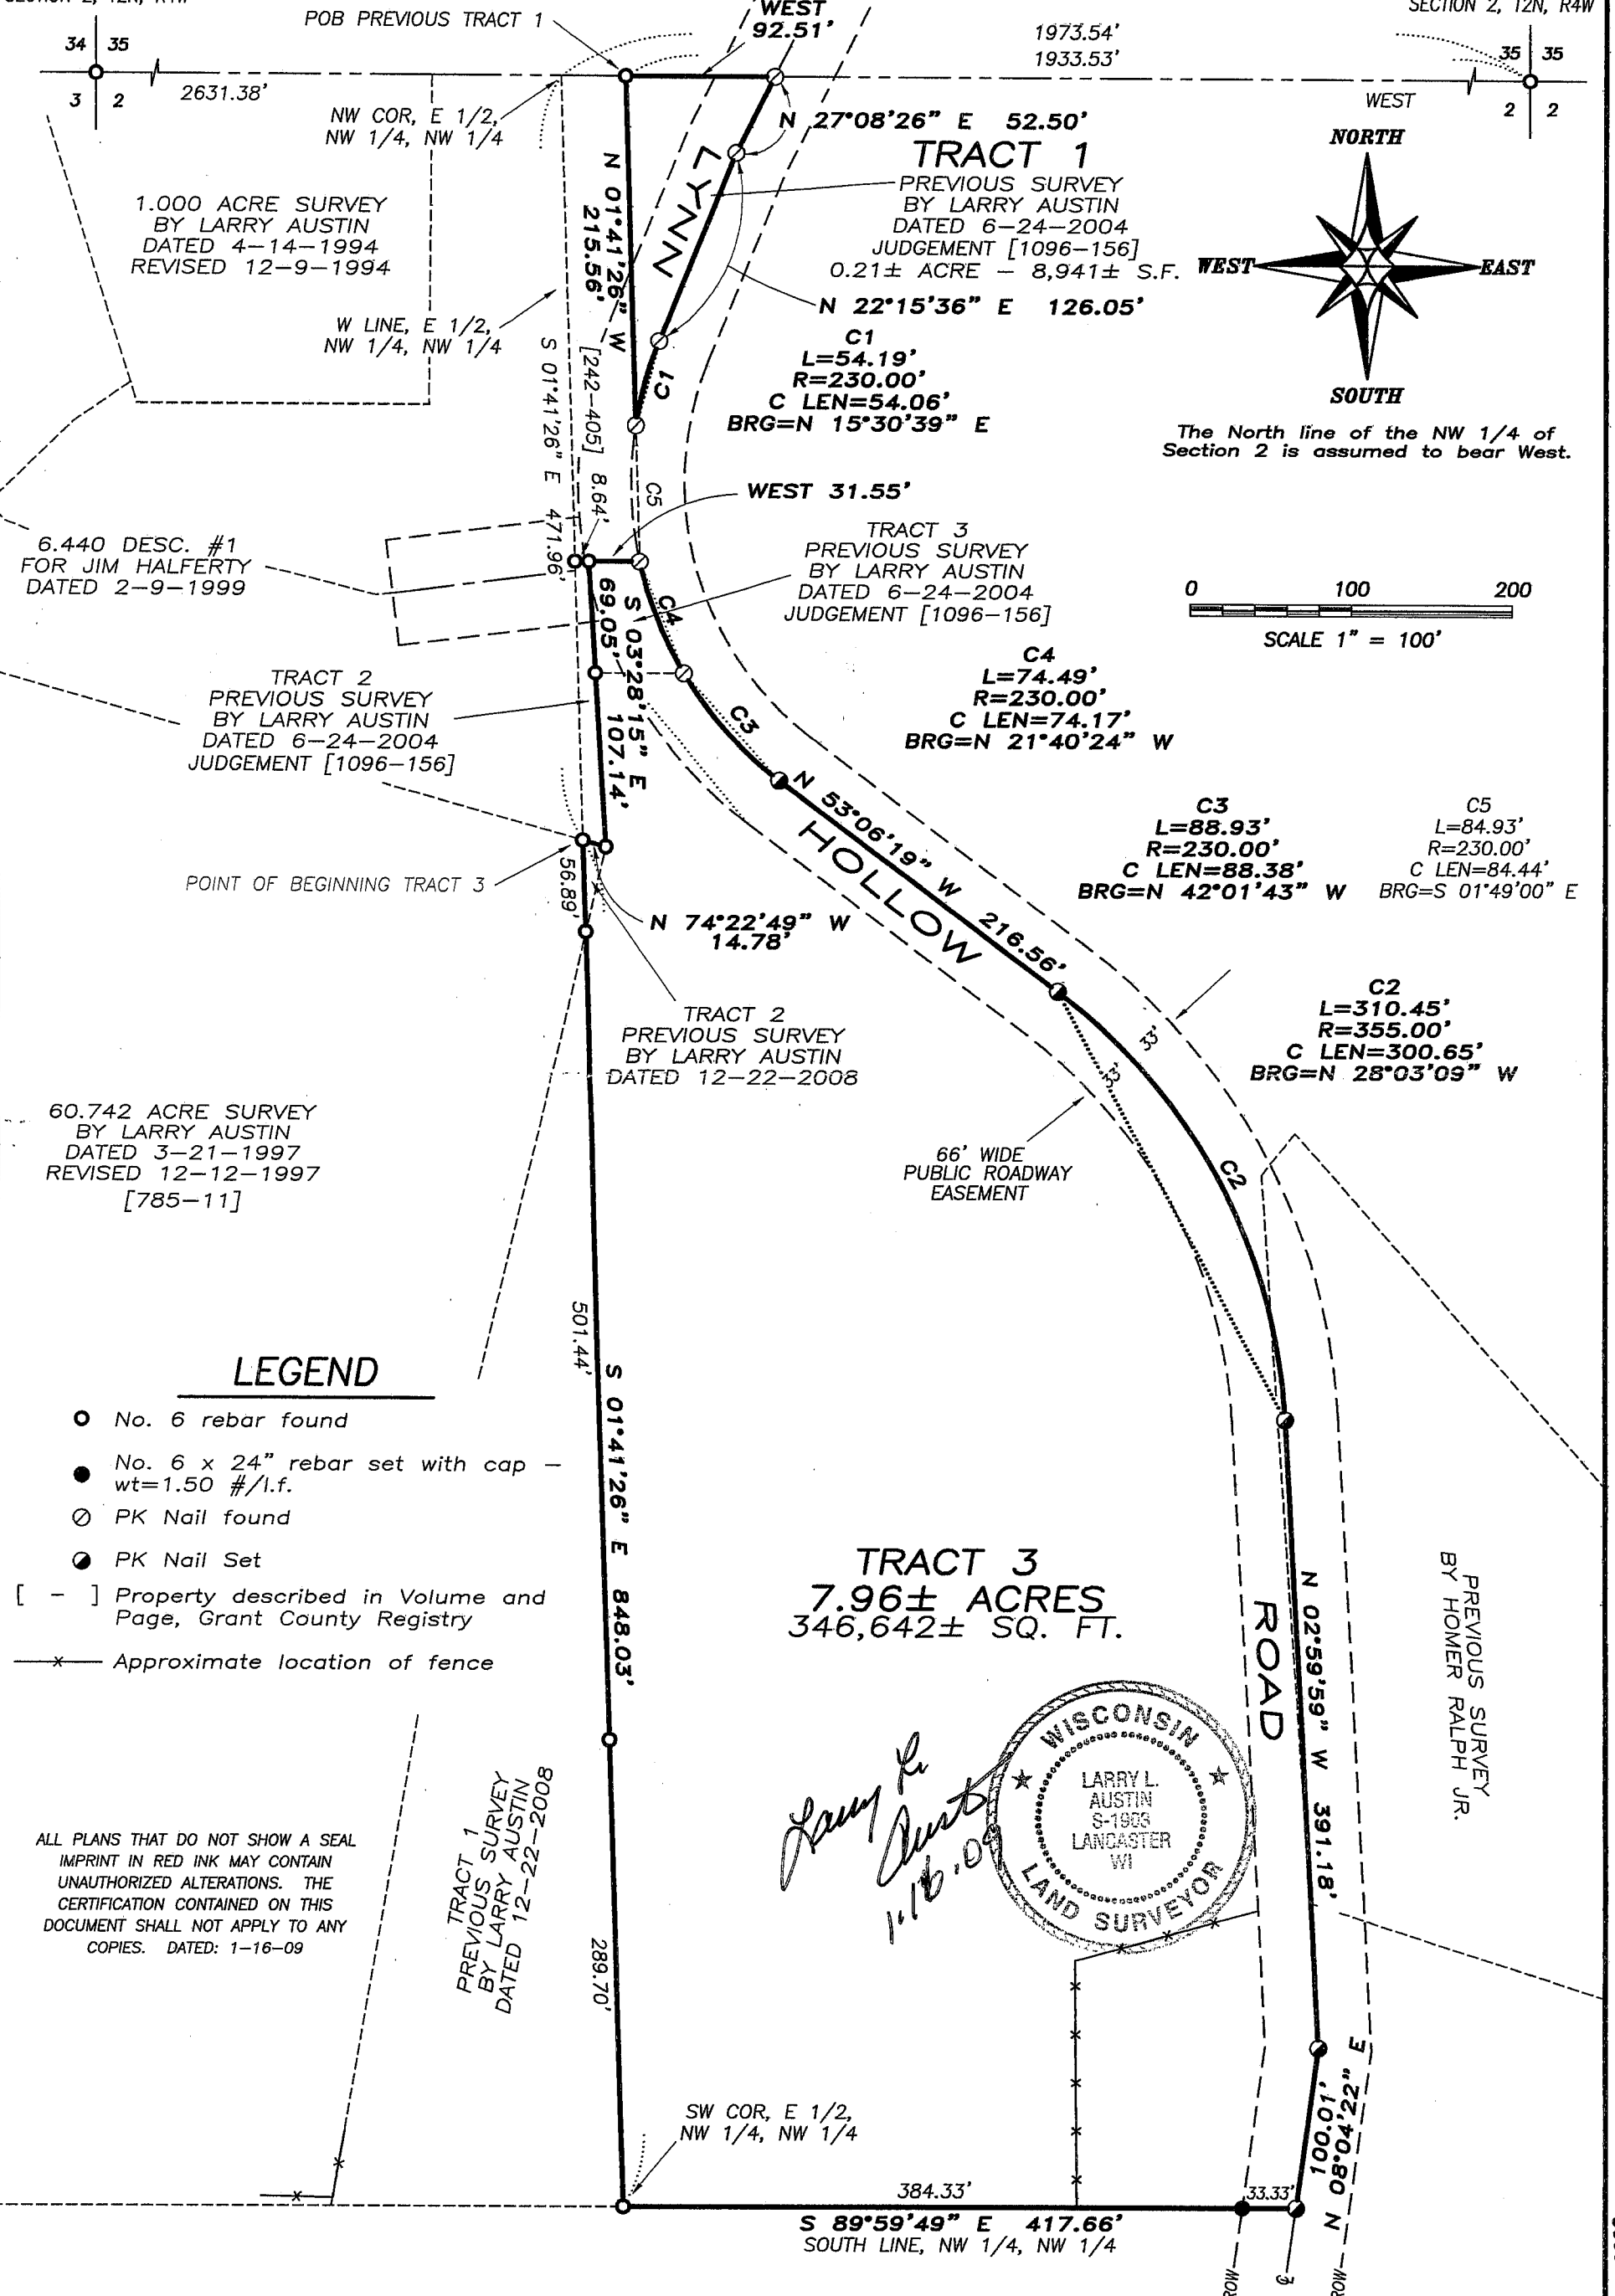 SECTION 2, T2N, R4W
POB PREVIOUS TRACT 1
WEST
92.51'
1973.54'
1933.53'
34 35
3 2
2631.38'
35 35
2 2
WEST
NW COR, E 1/2,
NW 1/4, NW 1/4
N 27°08'26" E 52.50'
TRACT 1
PREVIOUS SURVEY
BY LARRY AUSTIN
DATED 6-24-2004
JUDGEMENT [1096-156]
0.21± ACRE - 8,941± S.F.
N 22°15'36" E 126.05'
NORTH
WEST
EAST
SOUTH
1.000 ACRE SURVEY
BY LARRY AUSTIN
DATED 4-14-1994
REVISED 12-9-1994
N 01°41'26" W
215.56'
LYNN
W LINE, E 1/2,
NW 1/4, NW 1/4
C1
C1
L=54.19'
R=230.00'
C LEN=54.06'
BRG=N 15°30'39" E
The North line of the NW 1/4 of
Section 2 is assumed to bear West.
S 01°41'26" E 471.96'
[242-405]
8.64'
C5
WEST 31.55'
6.440 DESC. #1
FOR JIM HALFERTY
DATED 2-9-1999
TRACT 3
PREVIOUS SURVEY
BY LARRY AUSTIN
DATED 6-24-2004
JUDGEMENT [1096-156]
0 100 200
SCALE 1" = 100'
C4
69.05'
S 03°28'15" E
107.14'
C4
L=74.49'
R=230.00'
C LEN=74.17'
BRG=N 21°40'24" W
TRACT 2
PREVIOUS SURVEY
BY LARRY AUSTIN
DATED 6-24-2004
JUDGEMENT [1096-156]
C3
N 53°06'19" W 216.56'
HOLLOW
C3
L=88.93'
R=230.00'
C LEN=88.38'
BRG=N 42°01'43" W
C5
L=84.93'
R=230.00'
C LEN=84.44'
BRG=S 01°49'00" E
POINT OF BEGINNING TRACT 3
56.89'
N 74°22'49" W
14.78'
TRACT 2
PREVIOUS SURVEY
BY LARRY AUSTIN
DATED 12-22-2008
33'
33'
C2
L=310.45'
R=355.00'
C LEN=300.65'
BRG=N 28°03'09" W
60.742 ACRE SURVEY
BY LARRY AUSTIN
DATED 3-21-1997
REVISED 12-12-1997
[785-11]
66' WIDE
PUBLIC ROADWAY
EASEMENT
C2
501.44'
S 01°41'26" E 848.03'
LEGEND
No. 6 rebar found
No. 6 x 24" rebar set with cap -
wt=1.50 #/l.f.
PK Nail found
PK Nail Set
[ - ] Property described in Volume and
Page, Grant County Registry
x Approximate location of fence
TRACT 3
7.96± ACRES
346,642± SQ. FT.
ROAD
N 02°59'59" W 391.18'
PREVIOUS SURVEY
BY HOMER RALPH JR.
Larry L.
Austin
1.16.09
WISCONSIN
LARRY L.
AUSTIN
S-1903
LANCASTER
WI
LAND SURVEYOR
ALL PLANS THAT DO NOT SHOW A SEAL
IMPRINT IN RED INK MAY CONTAIN
UNAUTHORIZED ALTERATIONS. THE
CERTIFICATION CONTAINED ON THIS
DOCUMENT SHALL NOT APPLY TO ANY
COPIES. DATED: 1-16-09
TRACT 1
PREVIOUS SURVEY
BY LARRY AUSTIN
DATED 12-22-2008
289.70'
SW COR, E 1/2,
NW 1/4, NW 1/4
100.01'
N 08°04'22" E
384.33'
33.33'
S 89°59'49" E 417.66'
SOUTH LINE, NW 1/4, NW 1/4
ROW
ROW